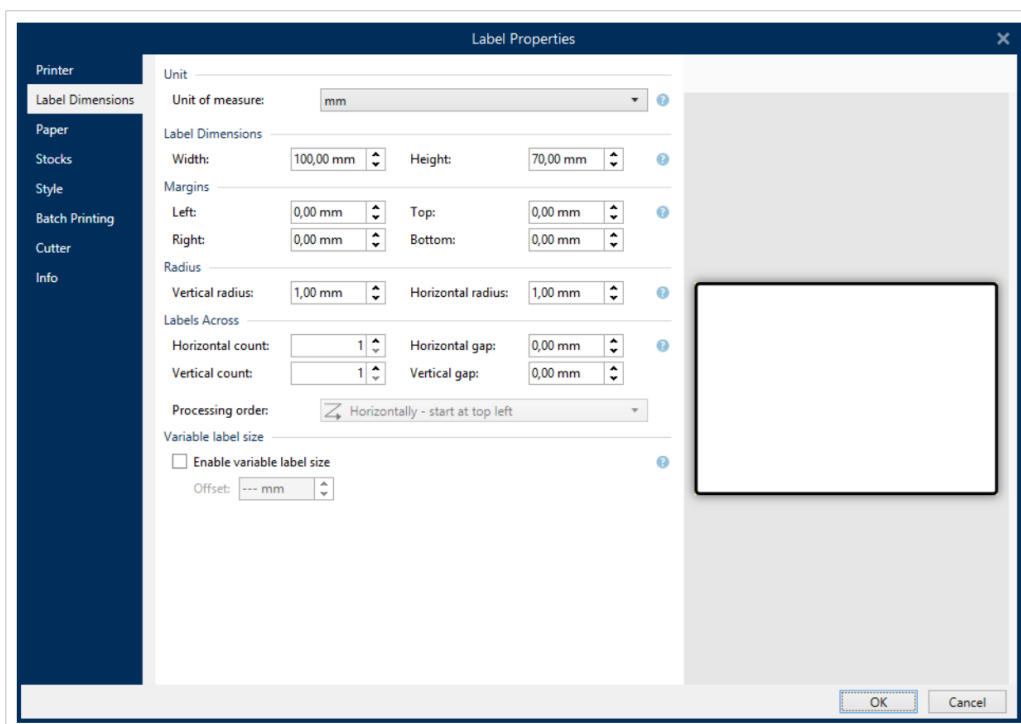 Label Properties
Printer
Label Dimensions
Paper
Stocks
Style
Batch Printing
Cutter
Info
Unit
Unit of measure: mm
Label Dimensions
Width: 100,00 mm Height: 70,00 mm
Margins
Left: 0,00 mm Top: 0,00 mm
Right: 0,00 mm Bottom: 0,00 mm
Radius
Vertical radius: 1,00 mm Horizontal radius: 1,00 mm
Labels Across
Horizontal count: 1 Horizontal gap: 0,00 mm
Vertical count: 1 Vertical gap: 0,00 mm
Processing order: Horizontally - start at top left
Variable label size
Enable variable label size
Offset: --- mm
OK Cancel